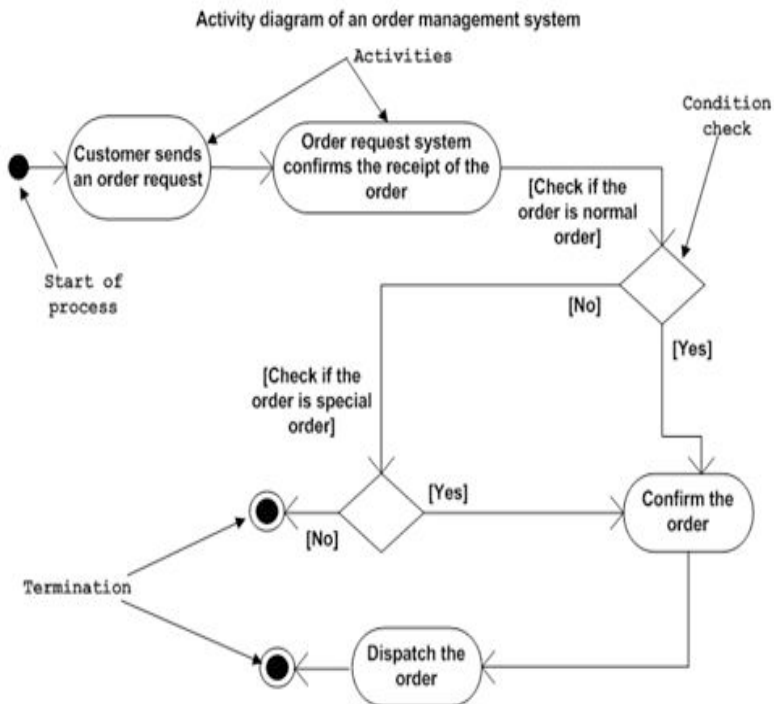 Activity diagram of an order management system
Activities
Condition
check
Customer sends
an order request
Order request system
confirms the receipt of the
order
[Check if the
order is normal
order]
Start of
process
[No]
[Yes]
[Check if the
order is special
order]
[Yes]
[No]
Confirm the
order
Termination
Dispatch the
order